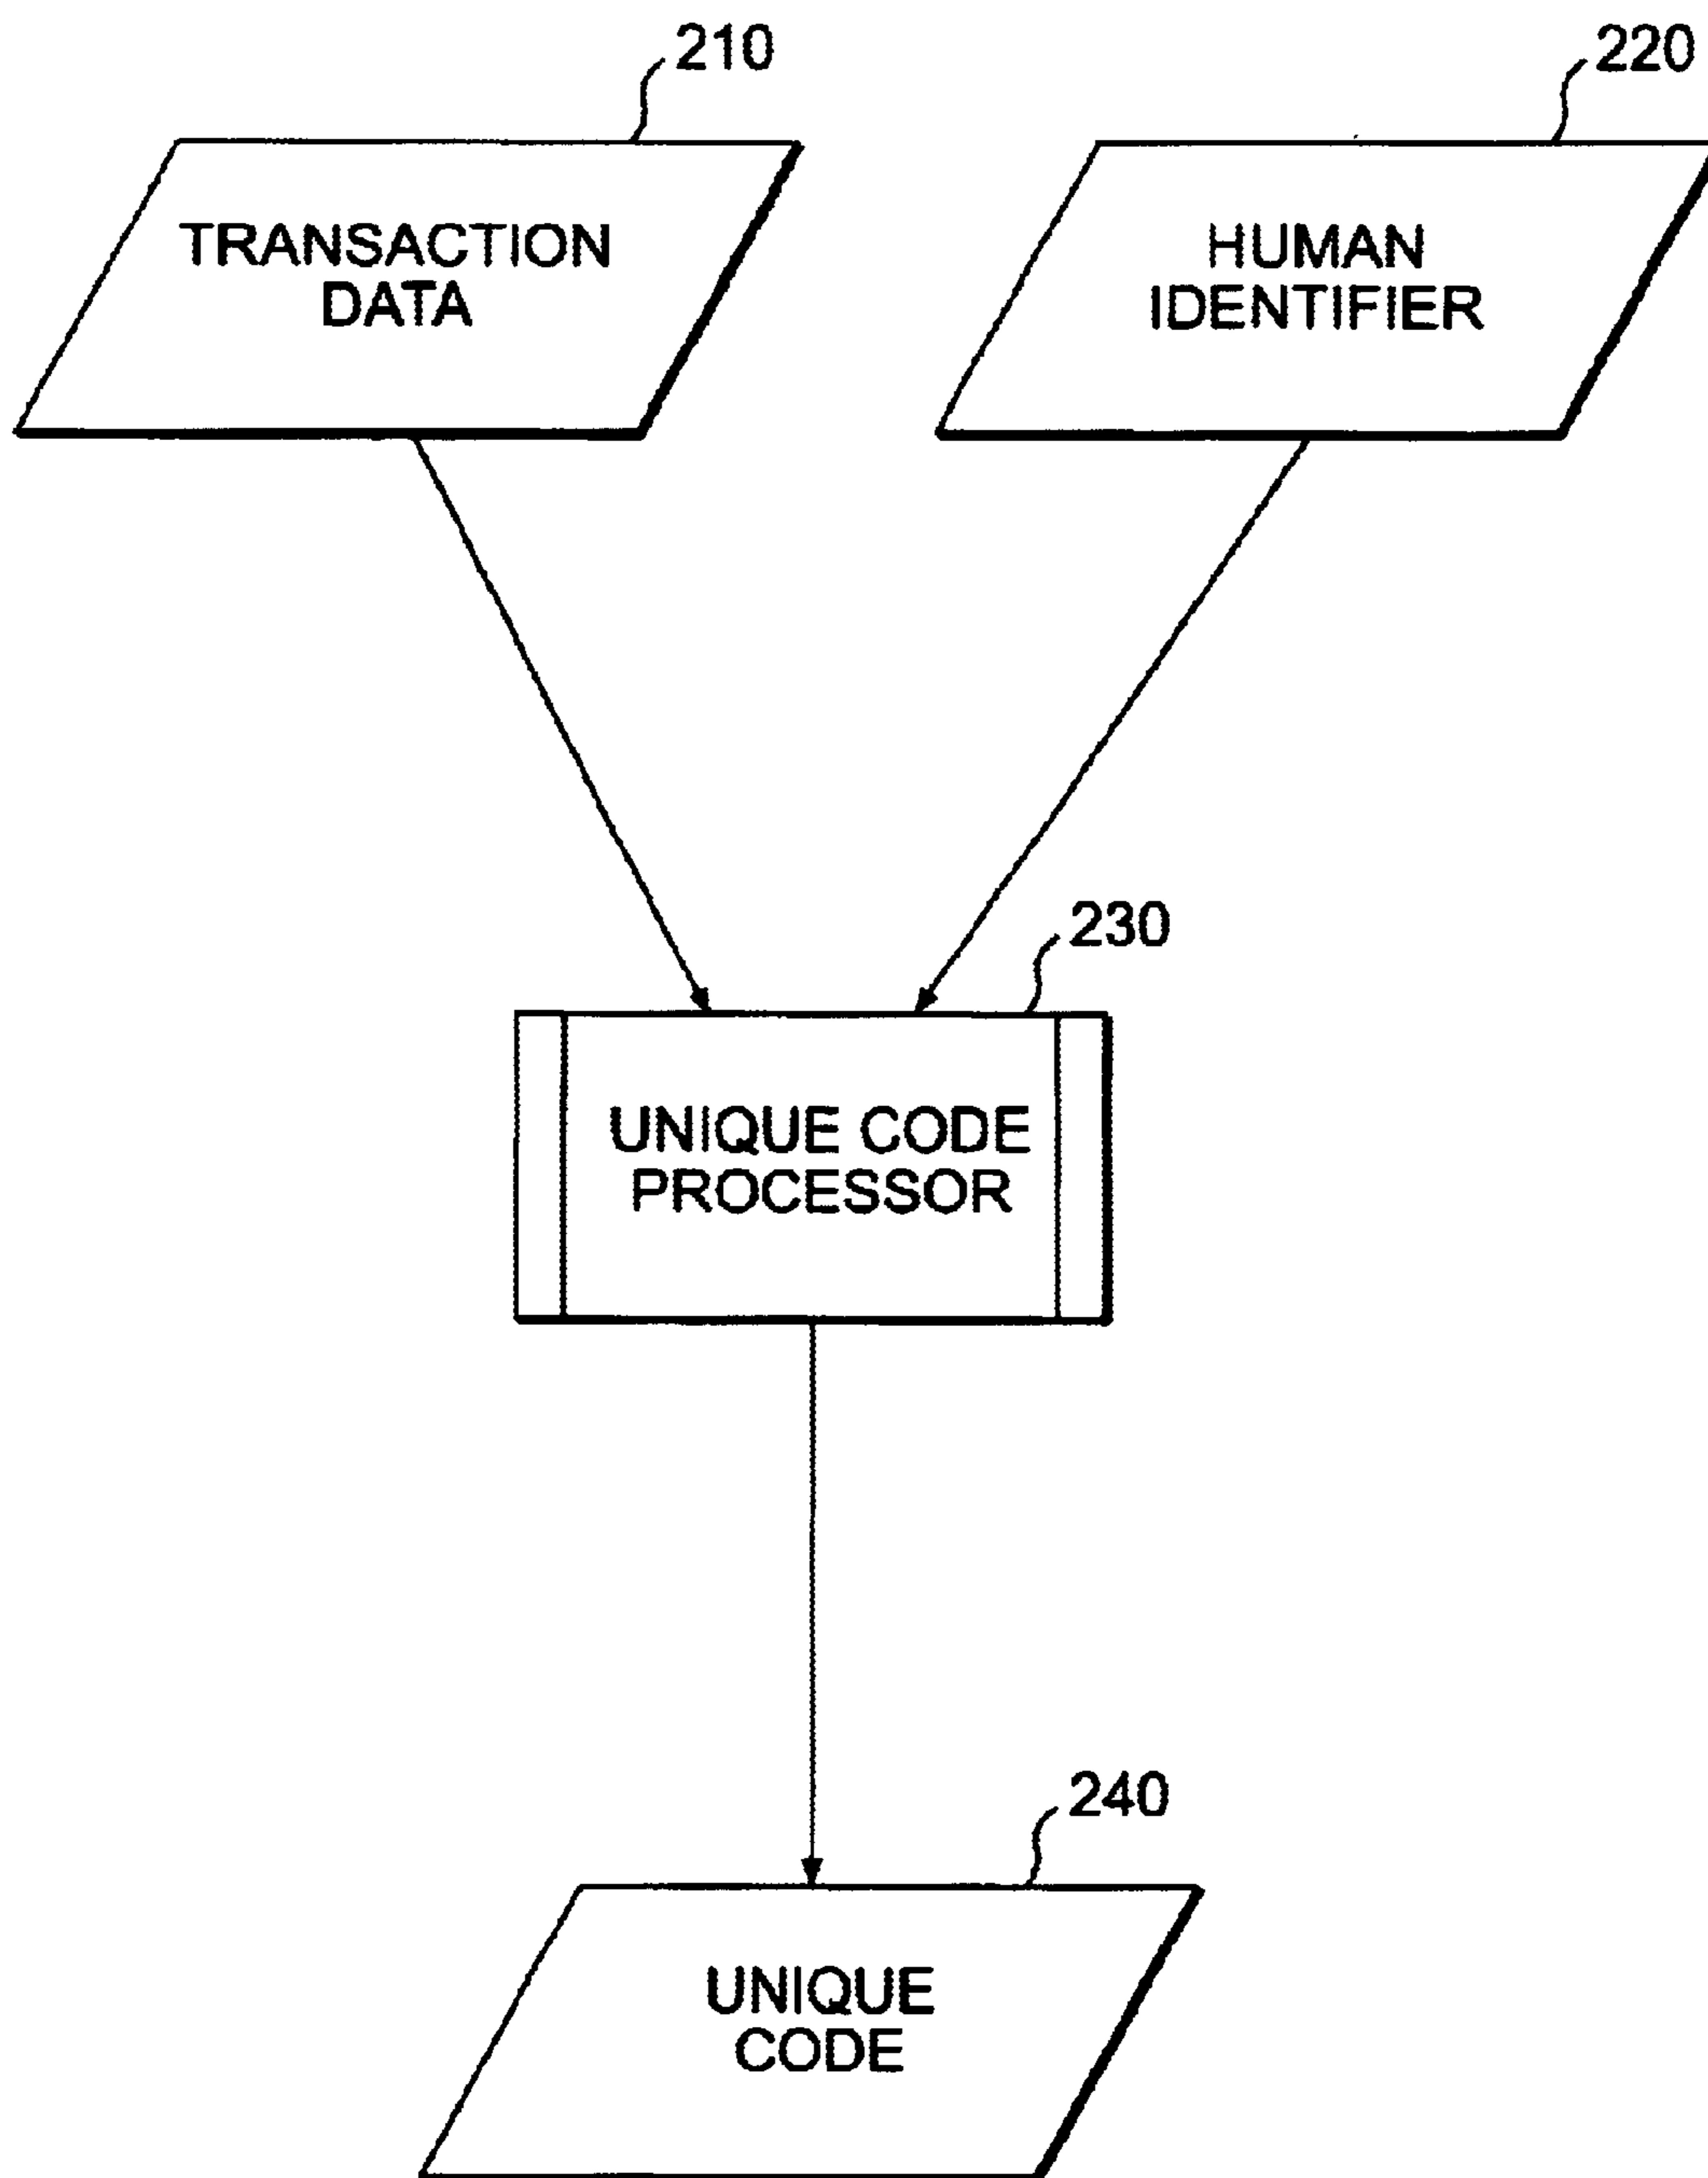 210
220
TRANSACTION
DATA
HUMAN
IDENTIFIER
230
UNIQUE CODE
PROCESSOR
240
UNIQUE
CODE